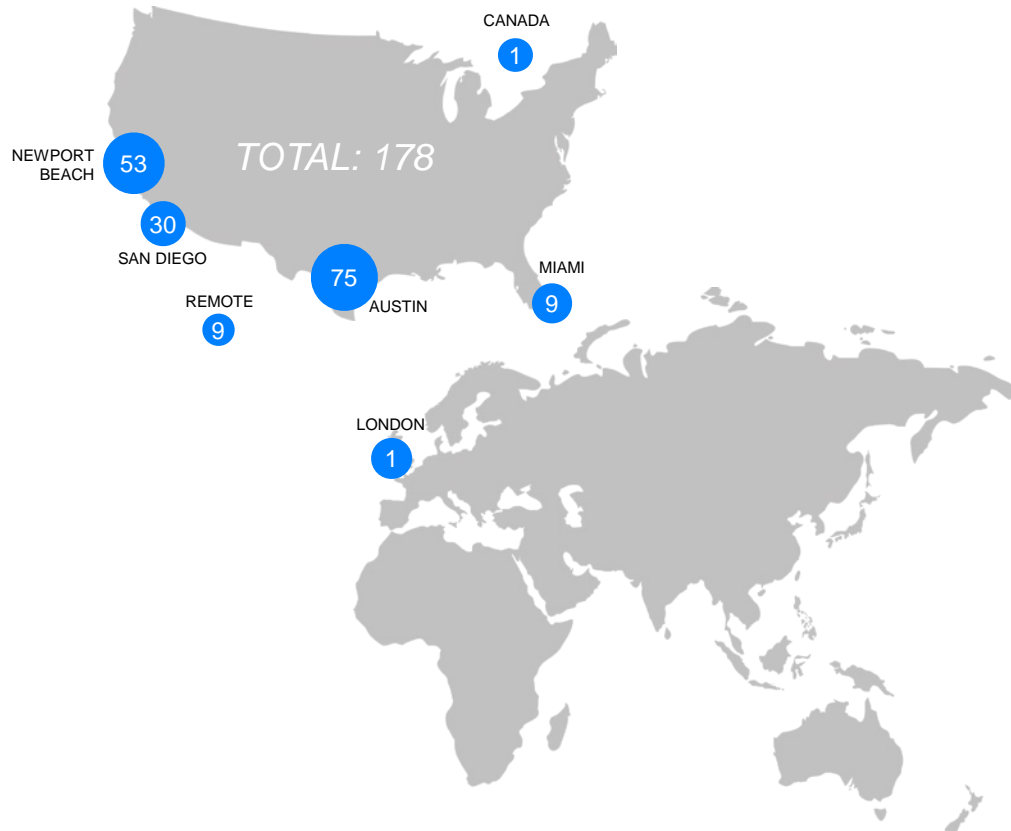 CANADA
1
NEWPORT
BEACH
53
TOTAL: 178
30
SAN DIEGO
75
AUSTIN
MIAMI
9
REMOTE
9
LONDON
1